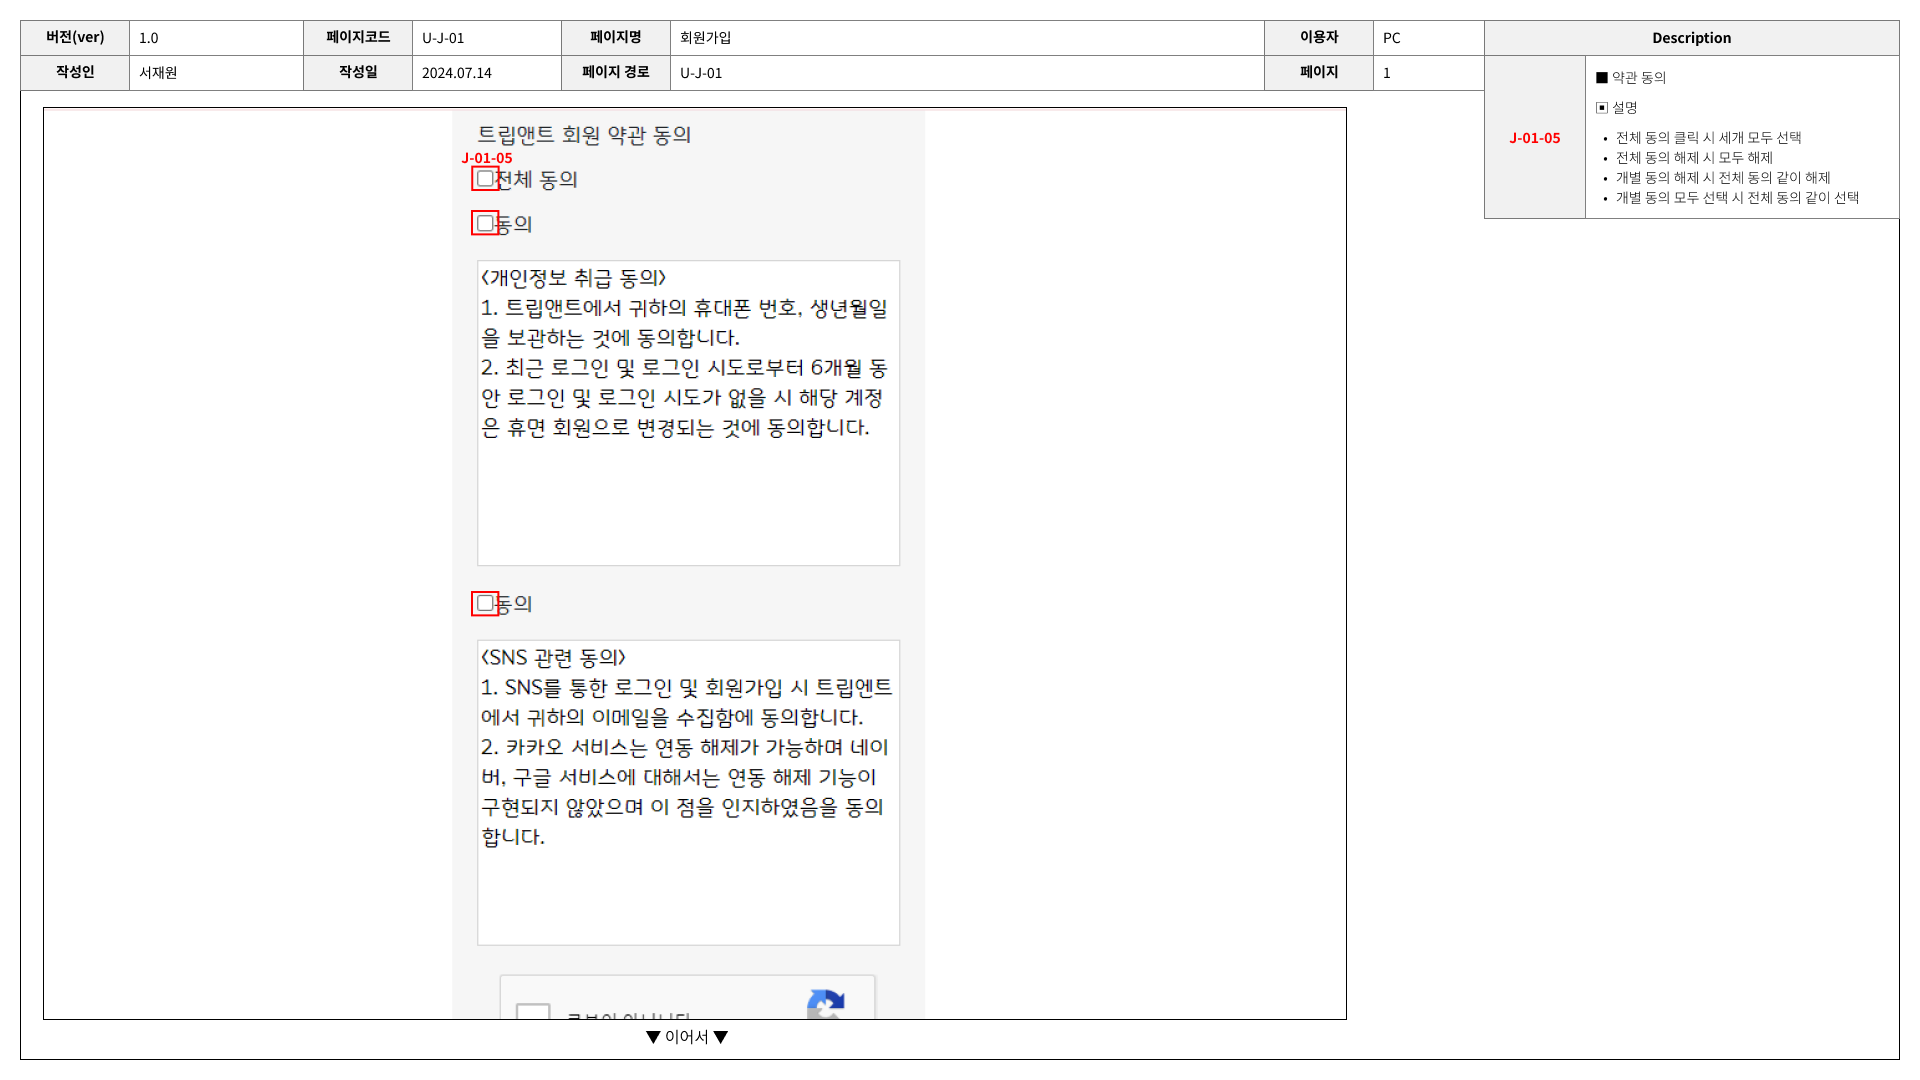 버전(ver) 1.0 페이지코드 U-J-01 페이지명 회원가입 이용자 PC Description
작성인 서재원 작성일 2024.07.14 페이지 경로 U-J-01 페이지 1
J-01-05
■ 약관 동의
▣ 설명
• 전체 동의 클릭 시 세개 모두 선택
• 전체 동의 해제 시 모두 해제
• 개별 동의 해제 시 전체 동의 같이 해제
• 개별 동의 모두 선택 시 전체 동의 같이 선택
트립앤트 회원 약관 동의
J-01-05
전체 동의
동의
<개인정보 취급 동의>
1. 트립앤트에서 귀하의 휴대폰 번호, 생년월일
을 보관하는 것에 동의합니다.
2. 최근 로그인 및 로그인 시도로부터 6개월 동
안 로그인 및 로그인 시도가 없을 시 해당 계정
은 휴면 회원으로 변경되는 것에 동의합니다.
동의
<SNS 관련 동의>
1. SNS를 통한 로그인 및 회원가입 시 트립엔트
에서 귀하의 이메일을 수집함에 동의합니다.
2. 카카오 서비스는 연동 해제가 가능하며 네이
버, 구글 서비스에 대해서는 연동 해제 기능이
구현되지 않았으며 이 점을 인지하였음을 동의
합니다.
▼ 이어서 ▼